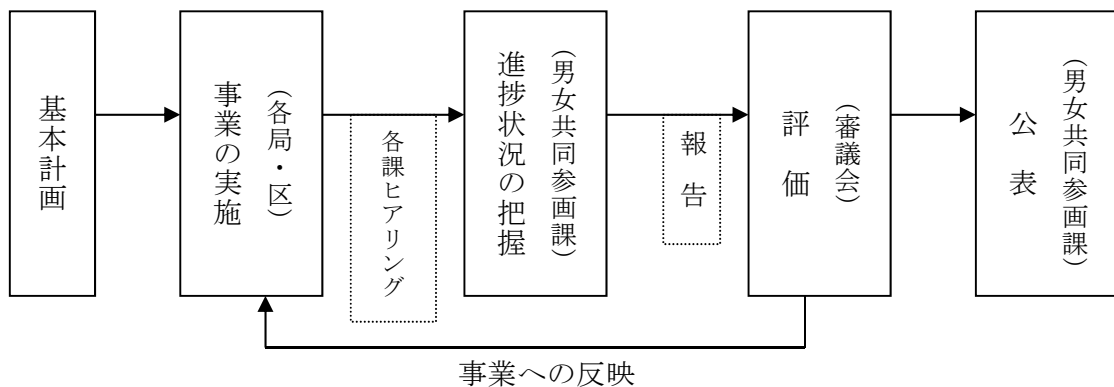 基本計画
事業の実施
（各局・区）
各課ヒアリング
進捗状況の把握
（男女共同参画課）
報告
評価
（審議会）
公表
（男女共同参画課）
事業への反映